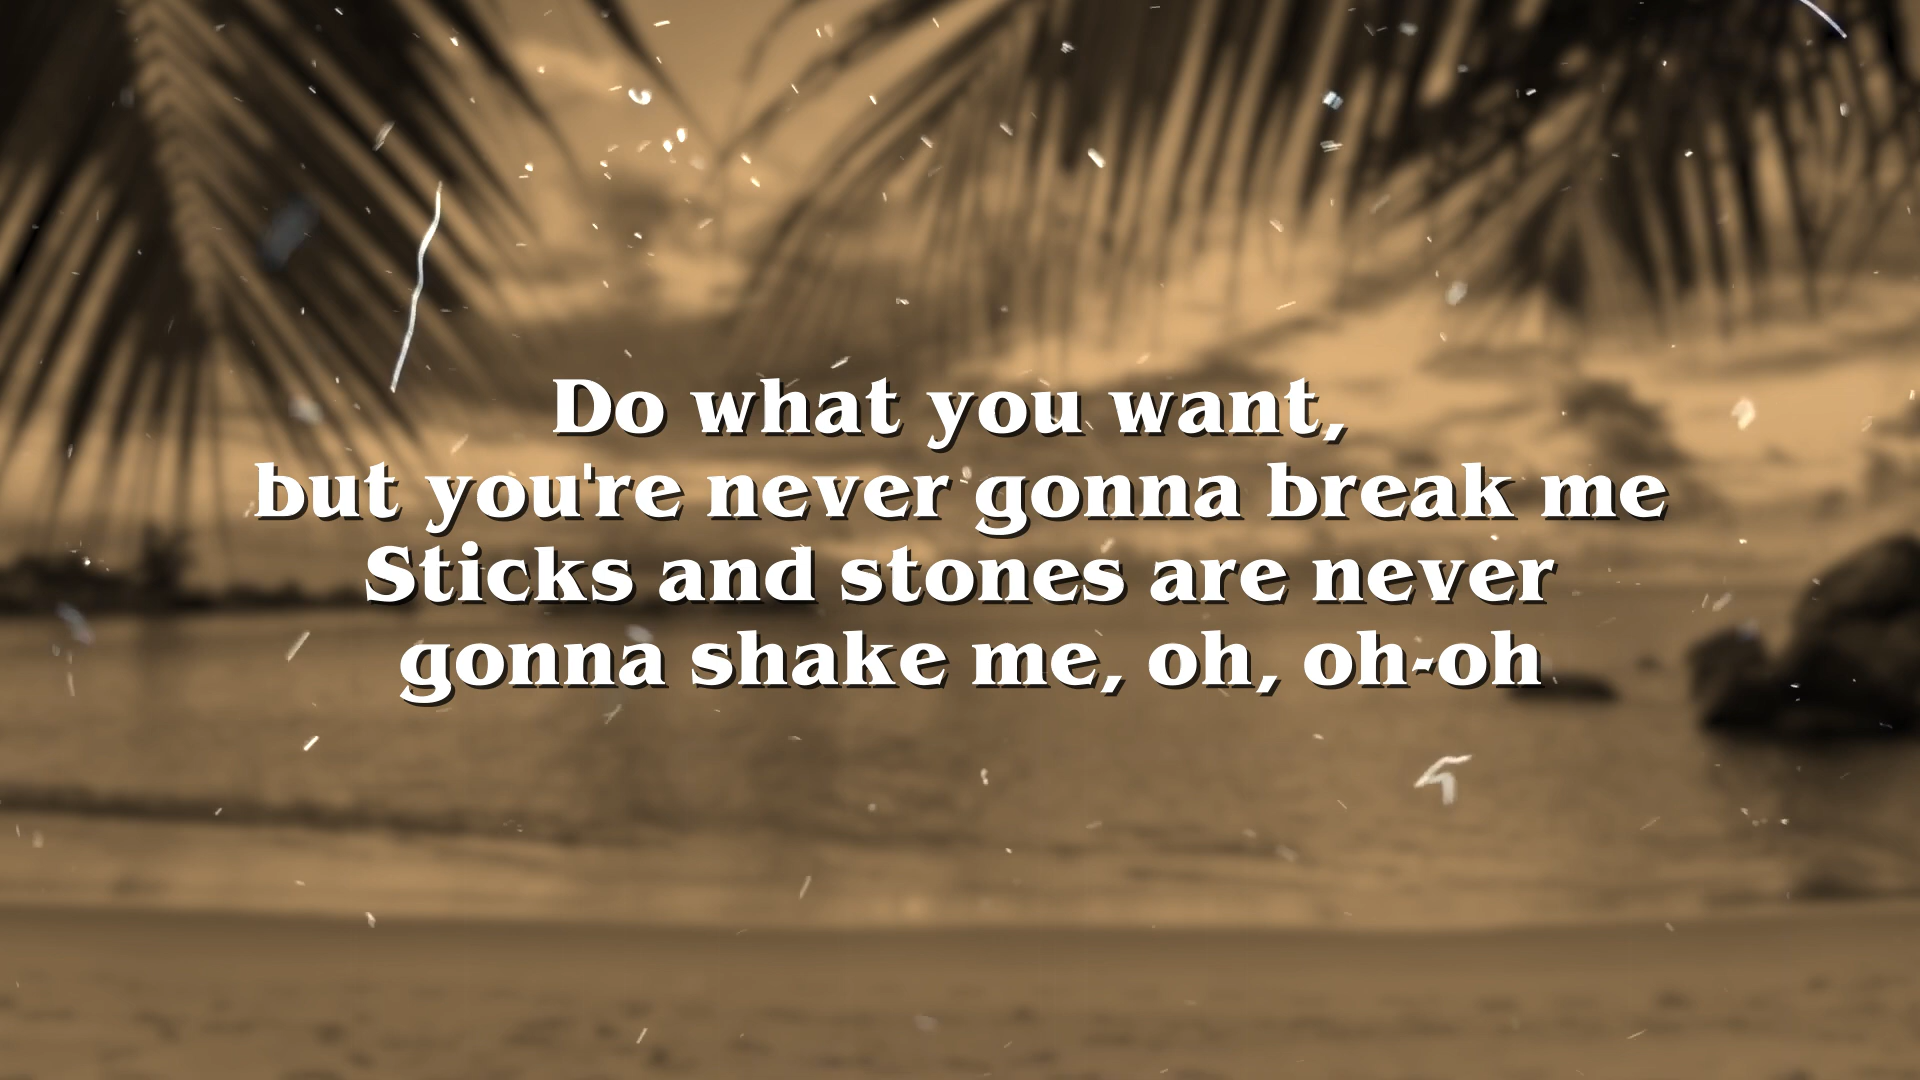 Do what you want,
but you're never gonna break me
Sticks and stones are never
gonna shake me, oh, oh-oh